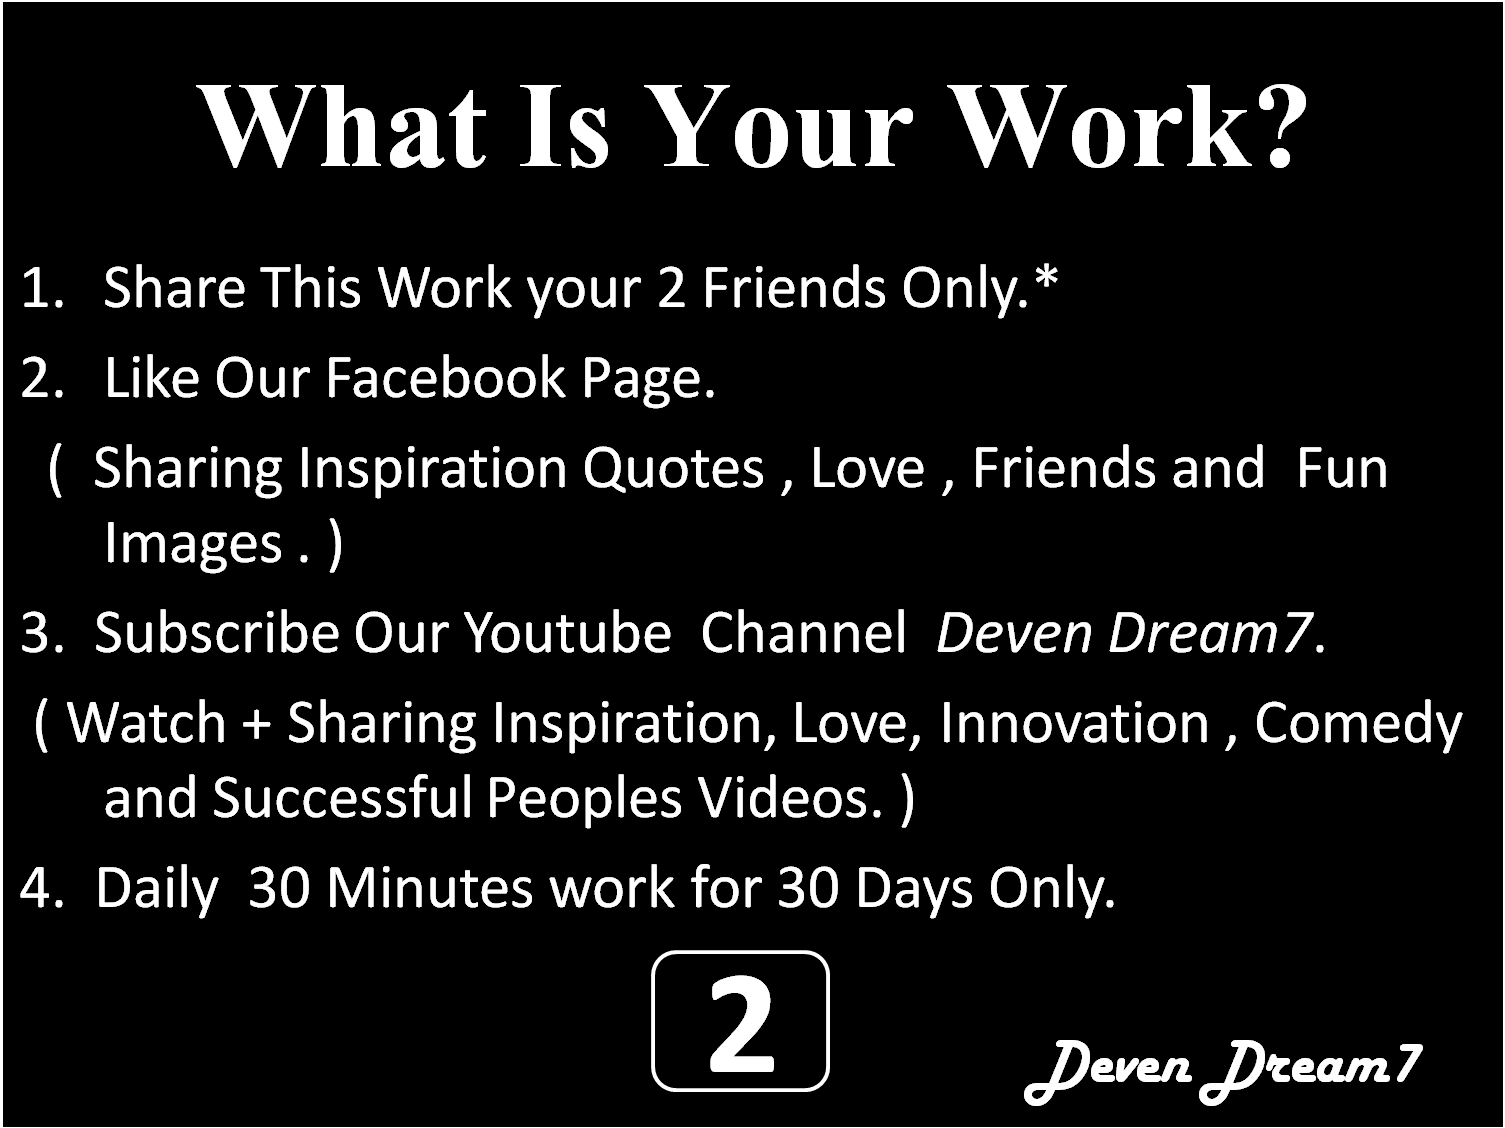 What Is Your Work?
1. Share This Work your 2 Friends Only.*
2. Like Our Facebook Page.
( Sharing Inspiration Quotes , Love , Friends and Fun
Images . )
3. Subscribe Our Youtube Channel Deven Dream7.
( Watch + Sharing Inspiration, Love, Innovation , Comedy
and Successful Peoples Videos. )
4. Daily 30 Minutes work for 30 Days Only.
2
Deven Dream7